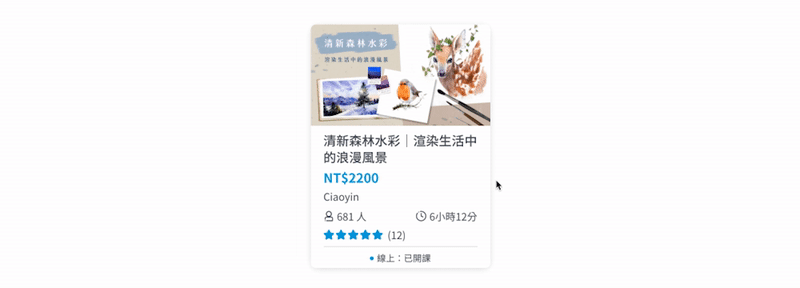 清新森林水彩
渲染生活中的浪漫風景
清新森林水彩｜渲染生活中
的浪漫風景
NT$2200
Ciaoyin
681 人 6小時12分
(12)
線上：已開課